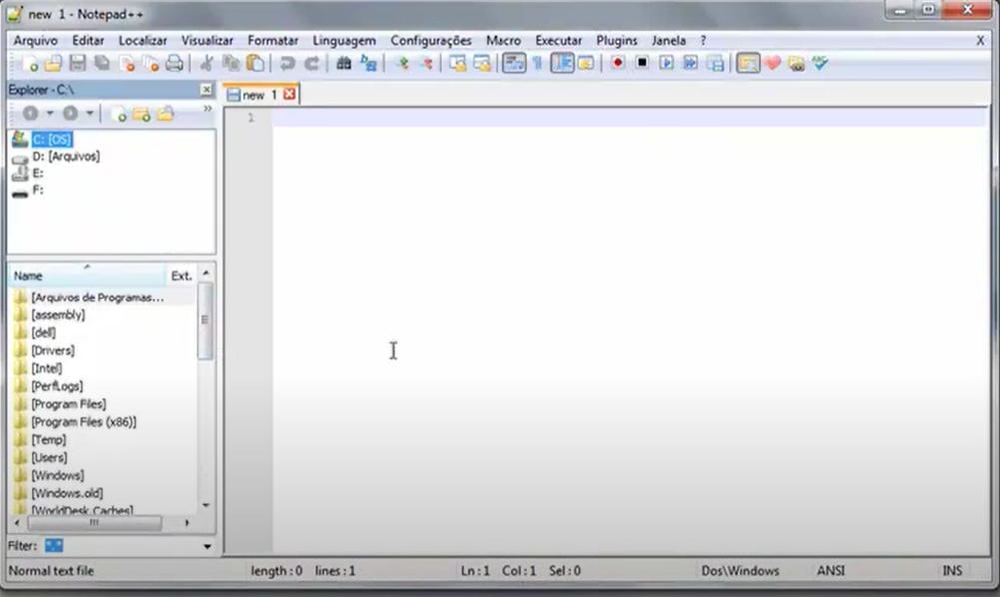 new 1 - Notepad++
Arquivo Editar Localizar Visualizar Formatar Linguagem Configurações Macro Executar Plugins Janela ? X
Explorer - C:\
new 1
1
C: [OS]
D: [Arquivos]
E:
F:
Name Ext.
[Arquivos de Programas...
[assembly]
[dell]
[Drivers]
[Intel]
[PerfLogs]
[Program Files]
[Program Files (x86)]
[Temp]
[Users]
[Windows]
[Windows.old]
[WorldDesk Caches]
Filter:
Normal text file length : 0 lines : 1 Ln : 1 Col : 1 Sel : 0 Dos\Windows ANSI INS